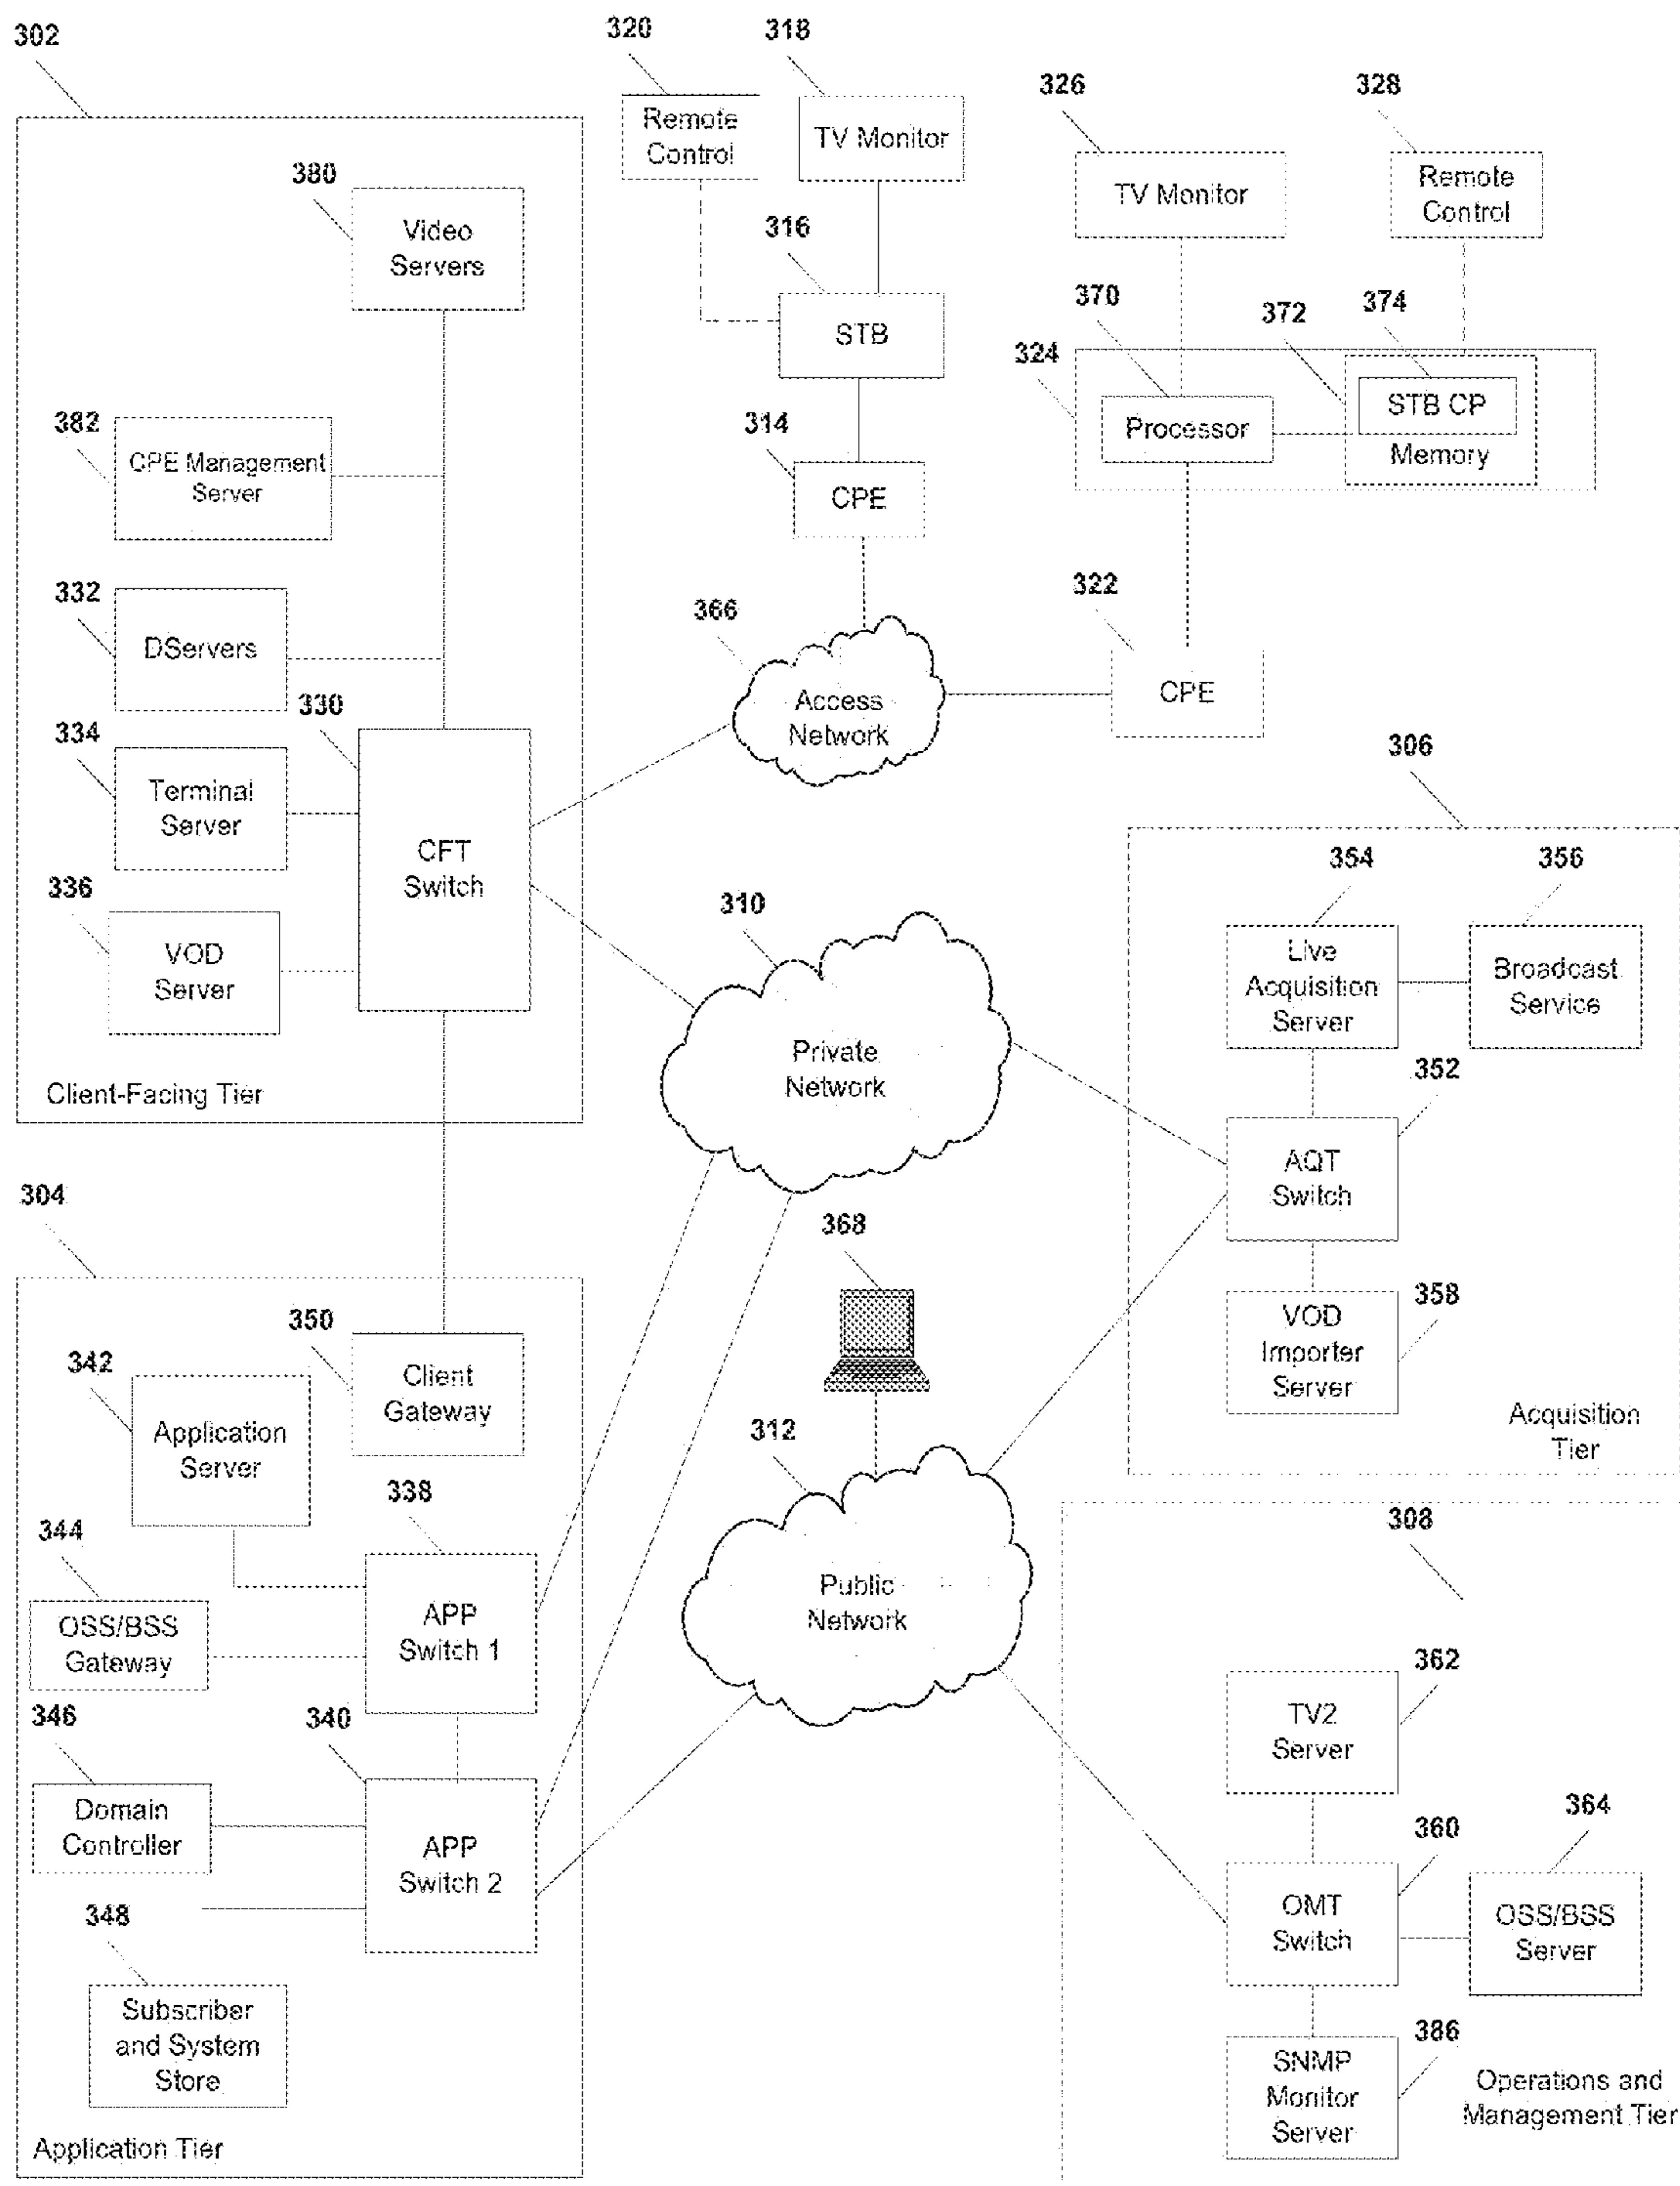 302
320
318
326
328
Remote
Control
TV Monitor
TV Monitor
Remote
Control
380
Video
Servers
316
STB
370
372
374
324
Processor
STB CP
Memory
382
CPE Management
Server
314
CPE
332
DServers
366
Access
Network
322
CPE
330
334
Terminal
Server
CFT
Switch
336
VOD
Server
Client-Facing Tier
310
Private
Network
306
354
356
Live
Acquisition
Server
Broadcast
Service
352
AQT
Switch
358
VOD
Importer
Server
Acquisition
Tier
304
350
Client
Gateway
342
Application
Server
338
344
OSS/BSS
Gateway
APP
Switch 1
346
340
Domain
Controller
APP
Switch 2
348
Subscriber
and System
Store
Application Tier
368
312
Public
Network
308
362
TV2
Server
360
364
OMT
Switch
OSS/BSS
Server
386
SNMP
Monitor
Server
Operations and
Management Tier